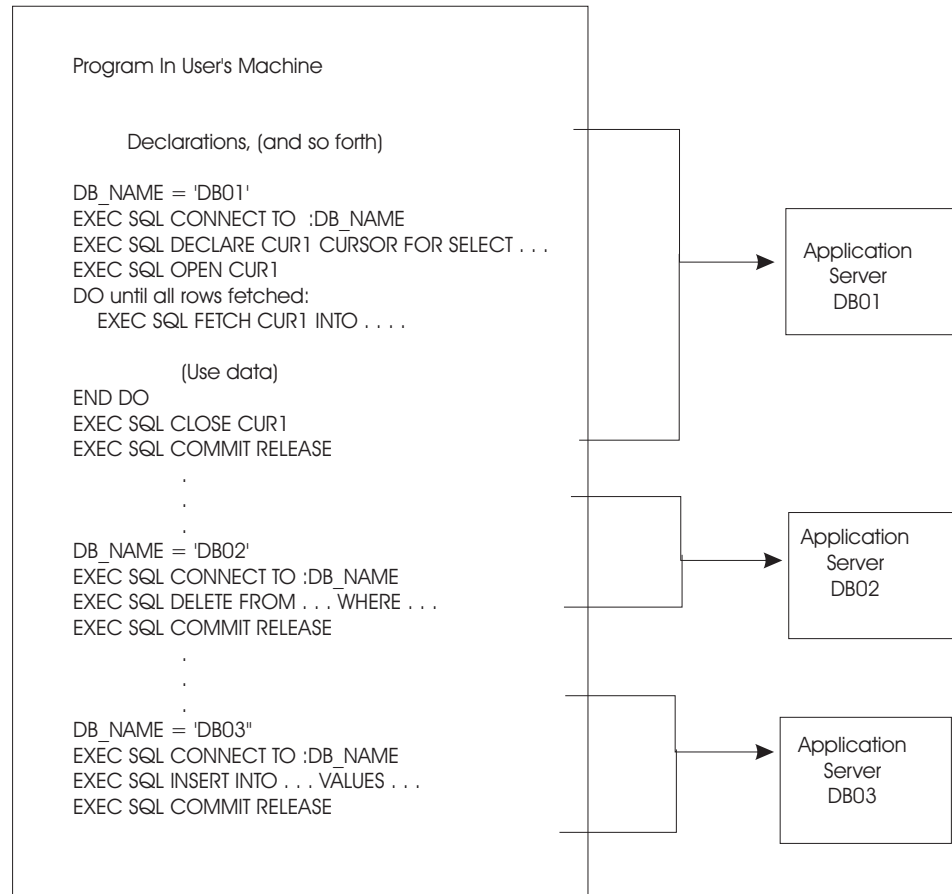 Program In User's Machine
Declarations, (and so forth)
DB_NAME = 'DB01'
EXEC SQL CONNECT TO :DB_NAME
EXEC SQL DECLARE CUR1 CURSOR FOR SELECT . . .
EXEC SQL OPEN CUR1
DO until all rows fetched:
EXEC SQL FETCH CUR1 INTO . . . .
(Use data)
END DO
EXEC SQL CLOSE CUR1
EXEC SQL COMMIT RELEASE
.
.
.
DB_NAME = 'DB02'
EXEC SQL CONNECT TO :DB_NAME
EXEC SQL DELETE FROM . . . WHERE . . .
EXEC SQL COMMIT RELEASE
.
.
.
DB_NAME = 'DB03"
EXEC SQL CONNECT TO :DB_NAME
EXEC SQL INSERT INTO . . . VALUES . . .
EXEC SQL COMMIT RELEASE
Application
Server
DB01
Application
Server
DB02
Application
Server
DB03